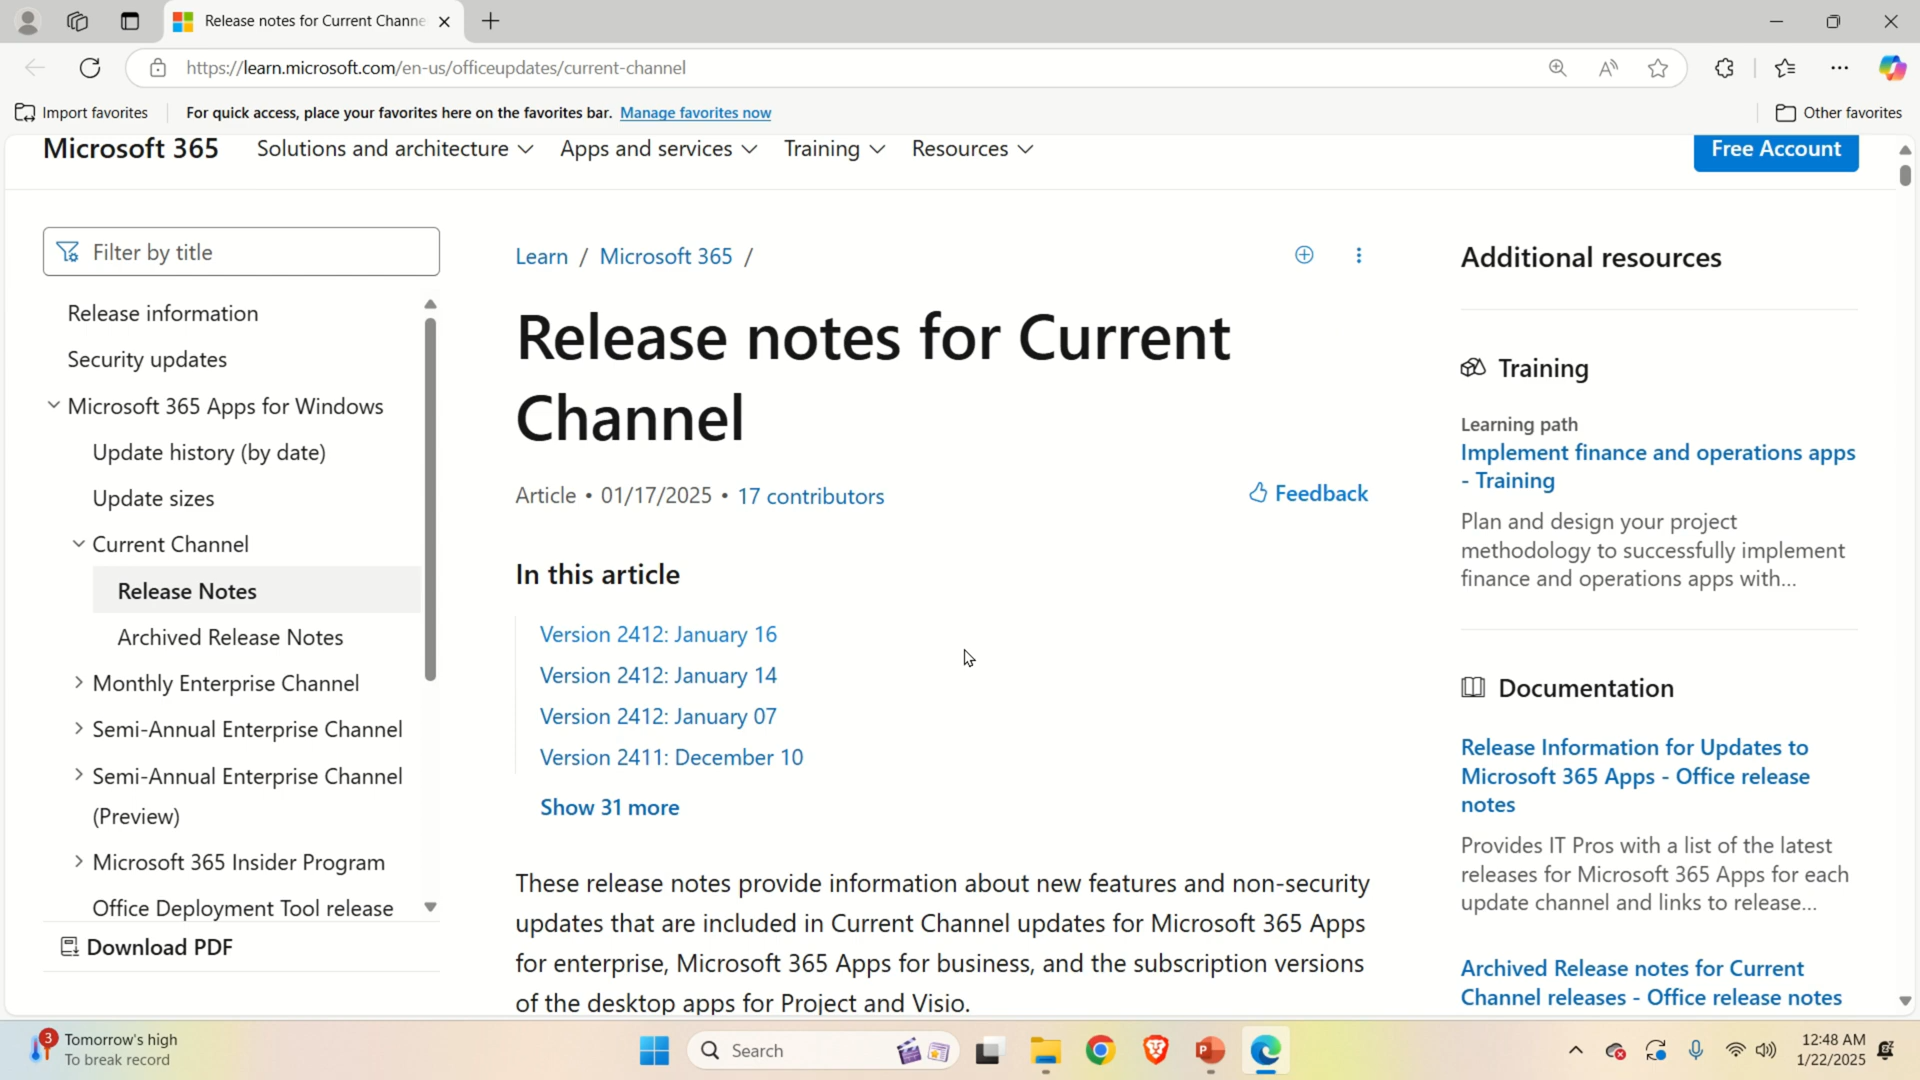 Release notes for Current Channe
https://learn.microsoft.com/en-us/officeupdates/current-channel
Import favorites
For quick access, place your favorites here on the favorites bar. Manage favorites now
Other favorites
Microsoft 365
Solutions and architecture
Apps and services
Training
Resources
Free Account
Filter by title
Release information
Security updates
Microsoft 365 Apps for Windows
Update history (by date)
Update sizes
Current Channel
Release Notes
Archived Release Notes
Monthly Enterprise Channel
Semi-Annual Enterprise Channel
Semi-Annual Enterprise Channel
(Preview)
Microsoft 365 Insider Program
Office Deployment Tool release
Download PDF
Learn / Microsoft 365 /
Release notes for Current
Channel
Article • 01/17/2025 • 17 contributors
Feedback
In this article
Version 2412: January 16
Version 2412: January 14
Version 2412: January 07
Version 2411: December 10
Show 31 more
These release notes provide information about new features and non-security
updates that are included in Current Channel updates for Microsoft 365 Apps
for enterprise, Microsoft 365 Apps for business, and the subscription versions
of the desktop apps for Project and Visio.
Additional resources
Training
Learning path
Implement finance and operations apps
- Training
Plan and design your project
methodology to successfully implement
finance and operations apps with...
Documentation
Release Information for Updates to
Microsoft 365 Apps - Office release
notes
Provides IT Pros with a list of the latest
releases for Microsoft 365 Apps for each
update channel and links to release...
Archived Release notes for Current
Channel releases - Office release notes
3
Tomorrow's high
To break record
Search
12:48 AM
1/22/2025